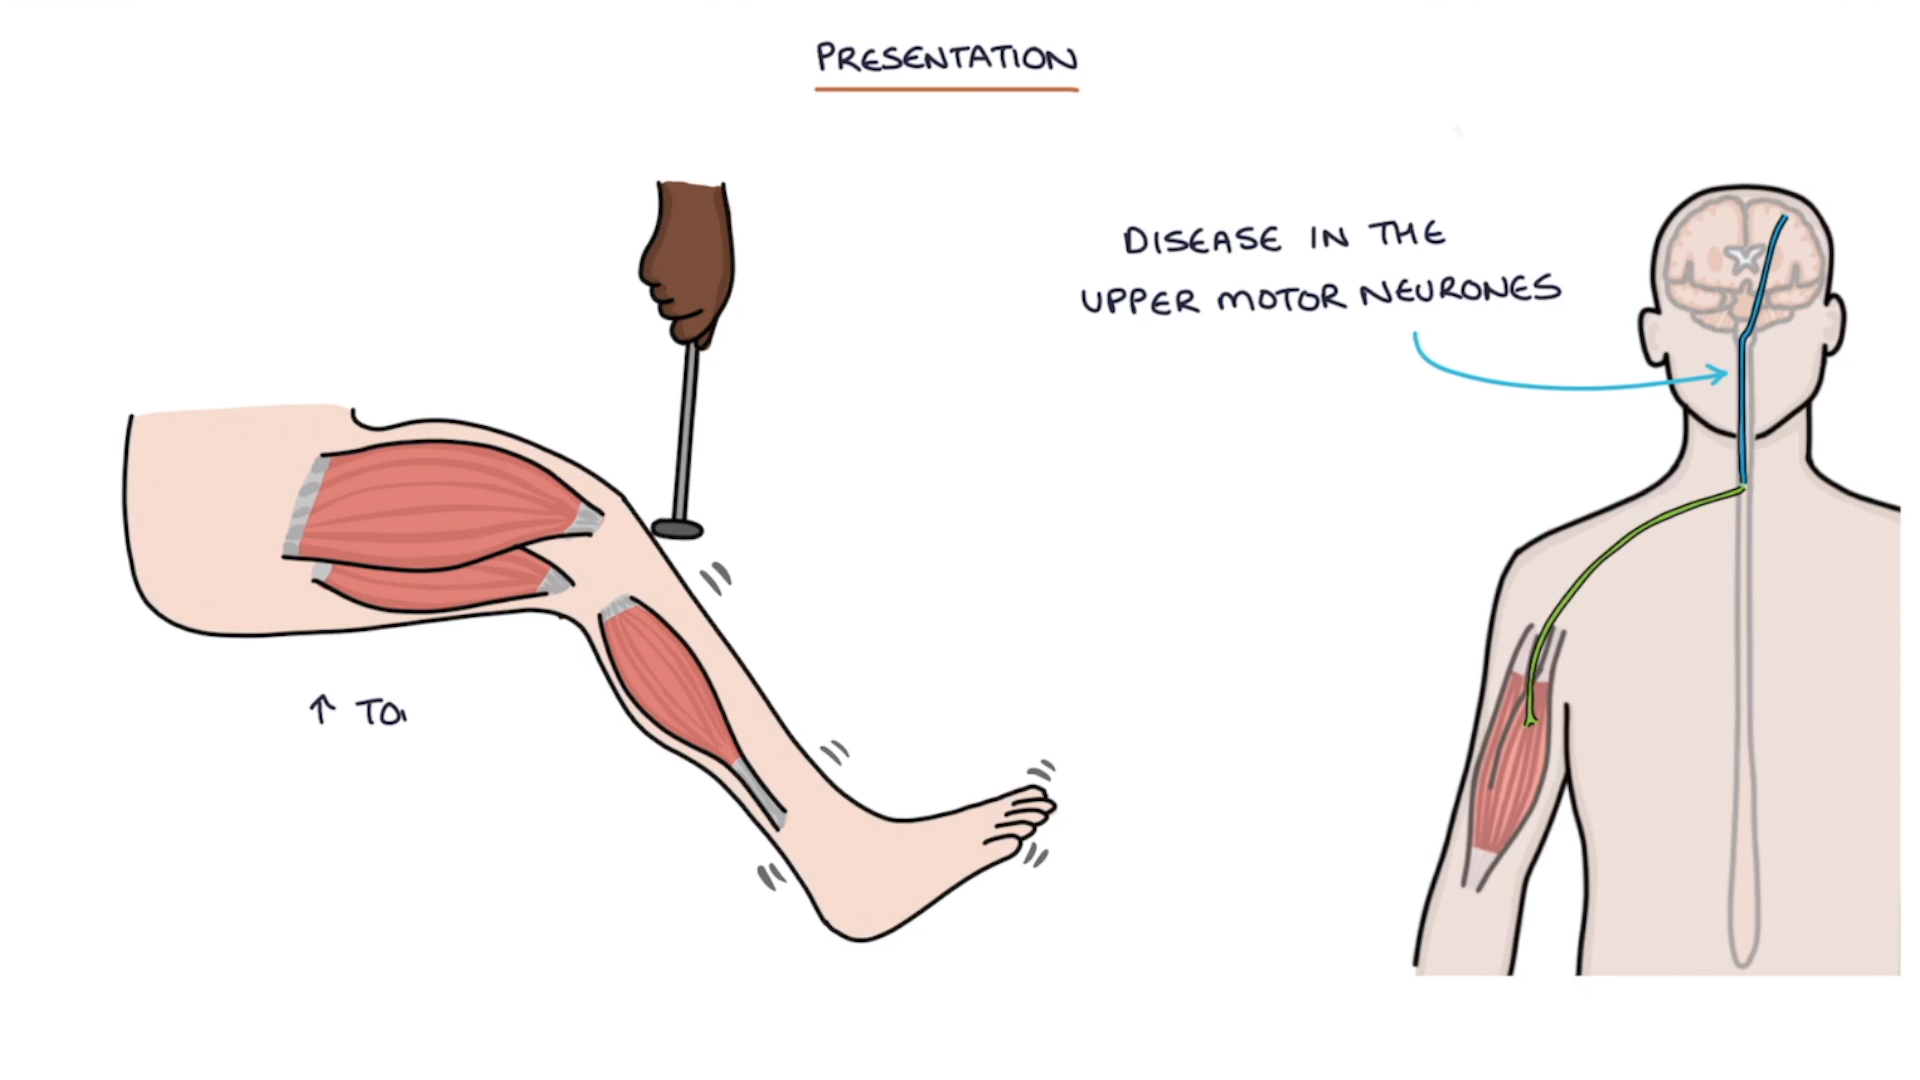 PRESENTATION
DISEASE IN THE
UPPER MOTOR NEURONES
↑ TO